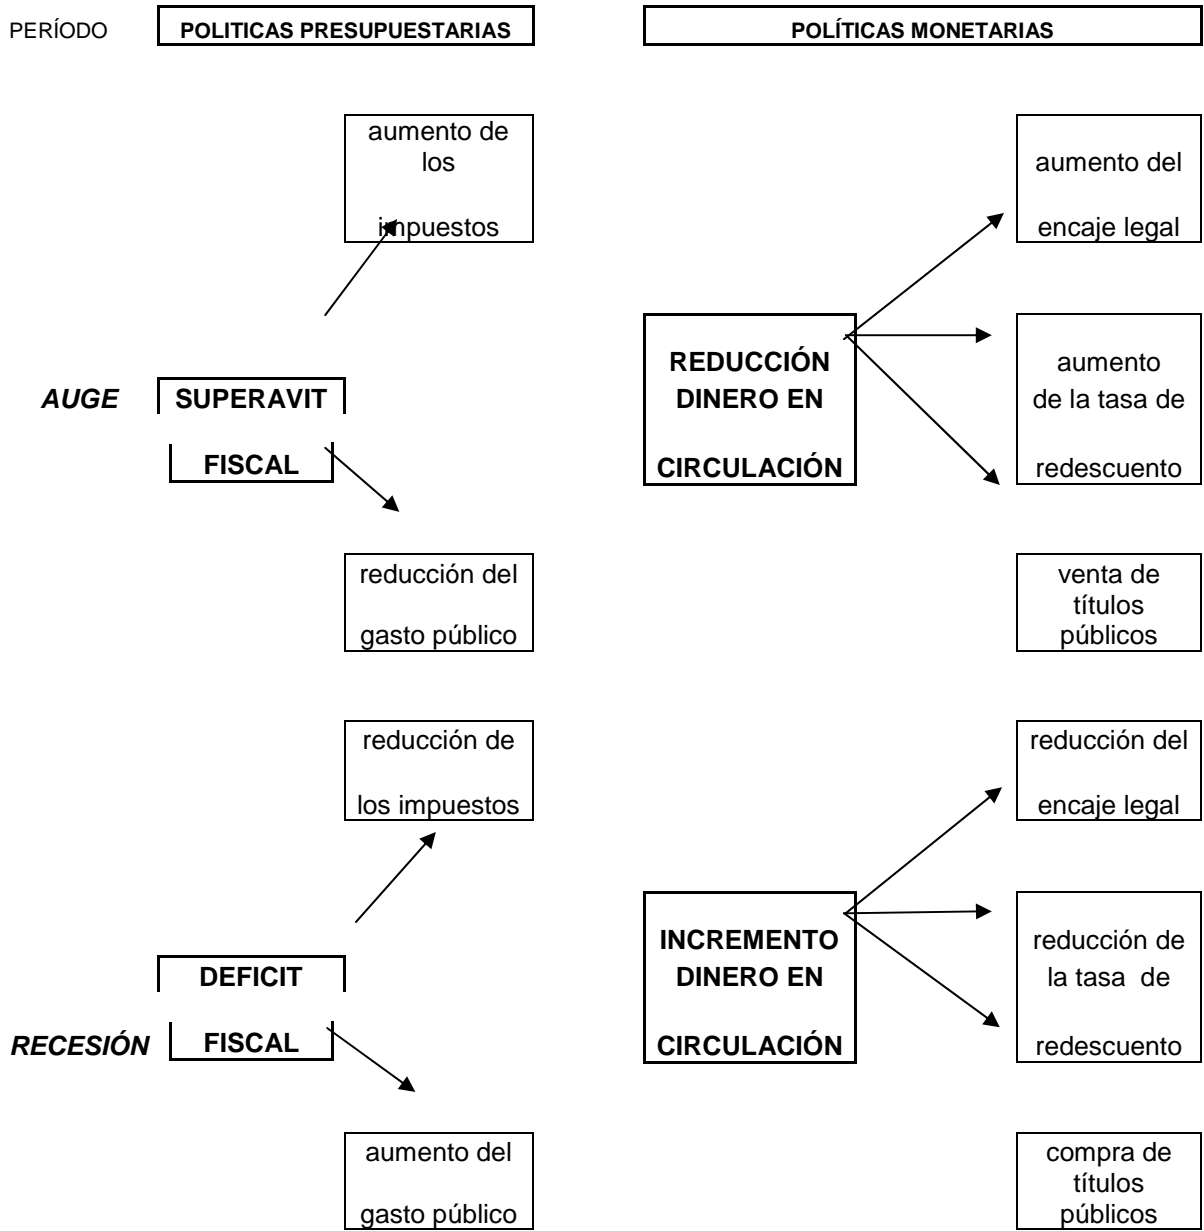 PERÍODO
POLITICAS PRESUPUESTARIAS
POLÍTICAS MONETARIAS
aumento de
los
impuestos
aumento del
encaje legal
AUGE
SUPERAVIT
FISCAL
REDUCCIÓN
DINERO EN
CIRCULACIÓN
aumento
de la tasa de
redescuento
reducción del
gasto público
venta de
títulos
públicos
reducción de
los impuestos
reducción del
encaje legal
RECESIÓN
DEFICIT
FISCAL
INCREMENTO
DINERO EN
CIRCULACIÓN
reducción de
la tasa de
redescuento
aumento del
gasto público
compra de
títulos
públicos